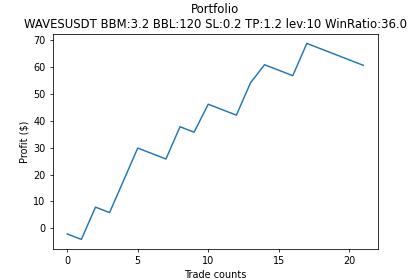 Portfolio
WAVESUSDT BBM:3.2 BBL:120 SL:0.2 TP:1.2 lev:10 WinRatio:36.0
70
60
50
40
30
20
10
0
Profit ($)
0 5 10 15 20
Trade counts